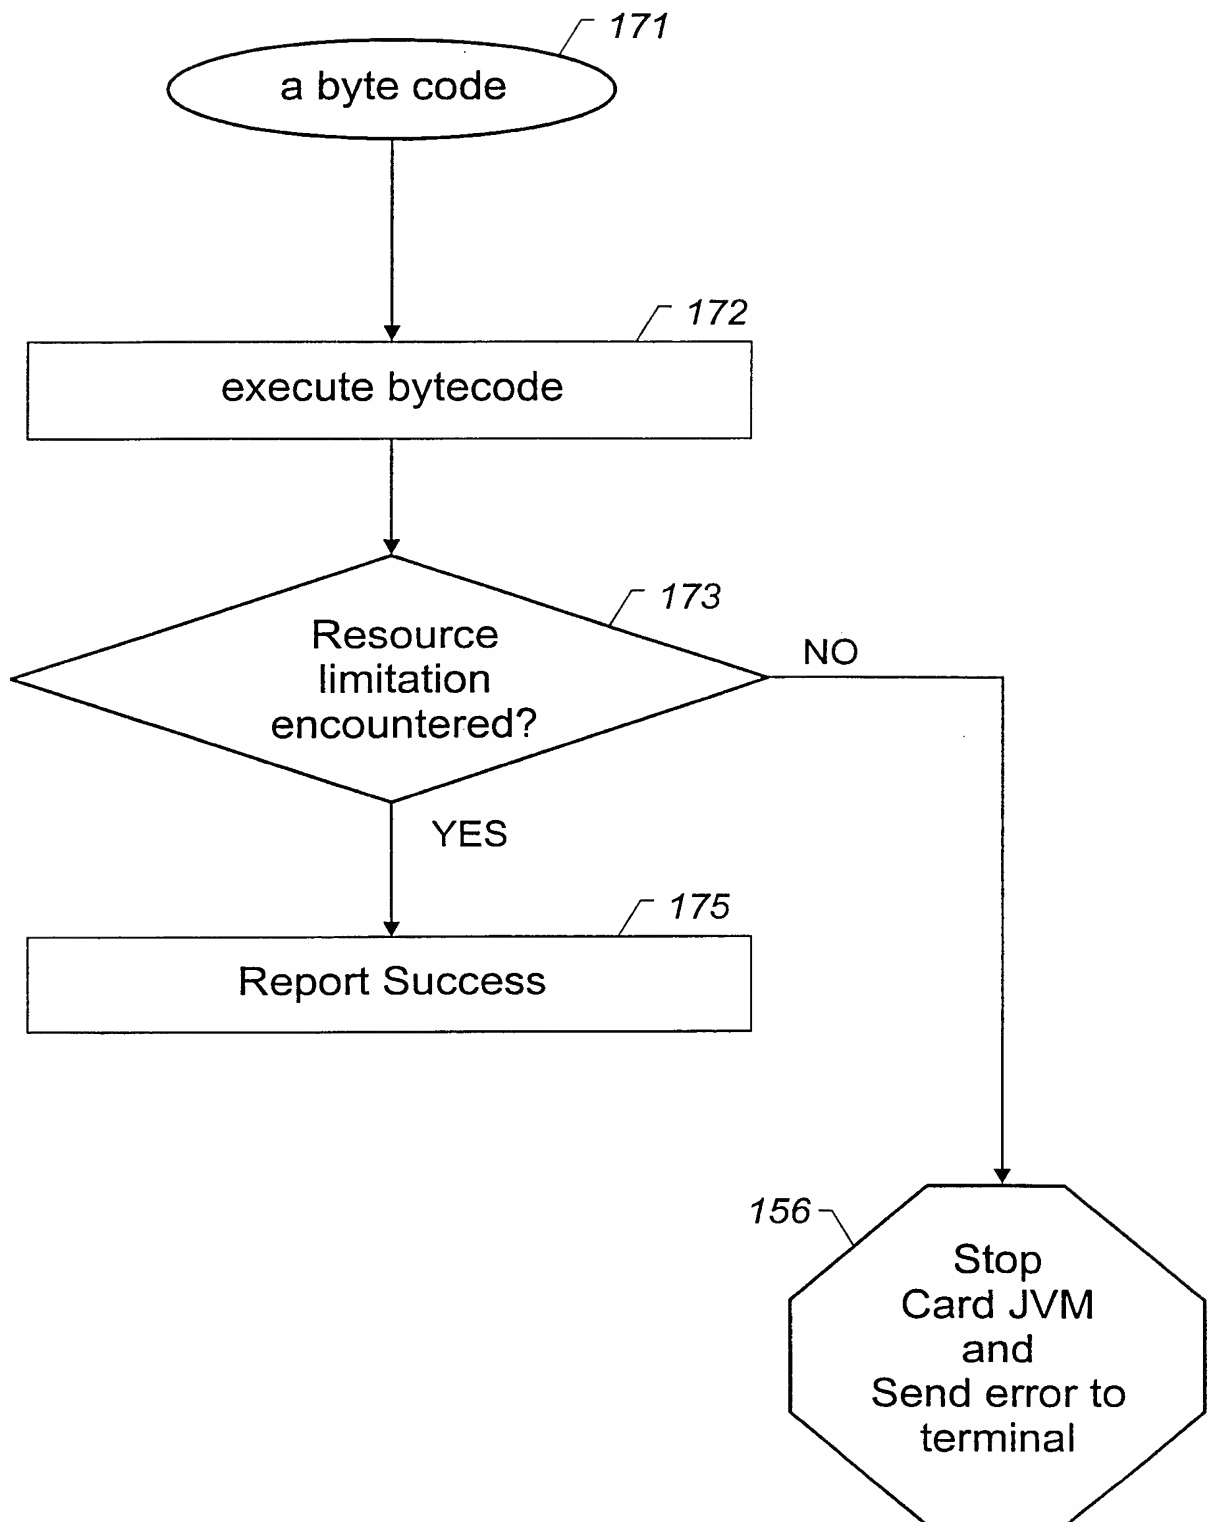 171
a byte code
172
execute bytecode
173
Resource
limitation
encountered?
NO
YES
175
Report Success
156
Stop
Card JVM
and
Send error to
terminal